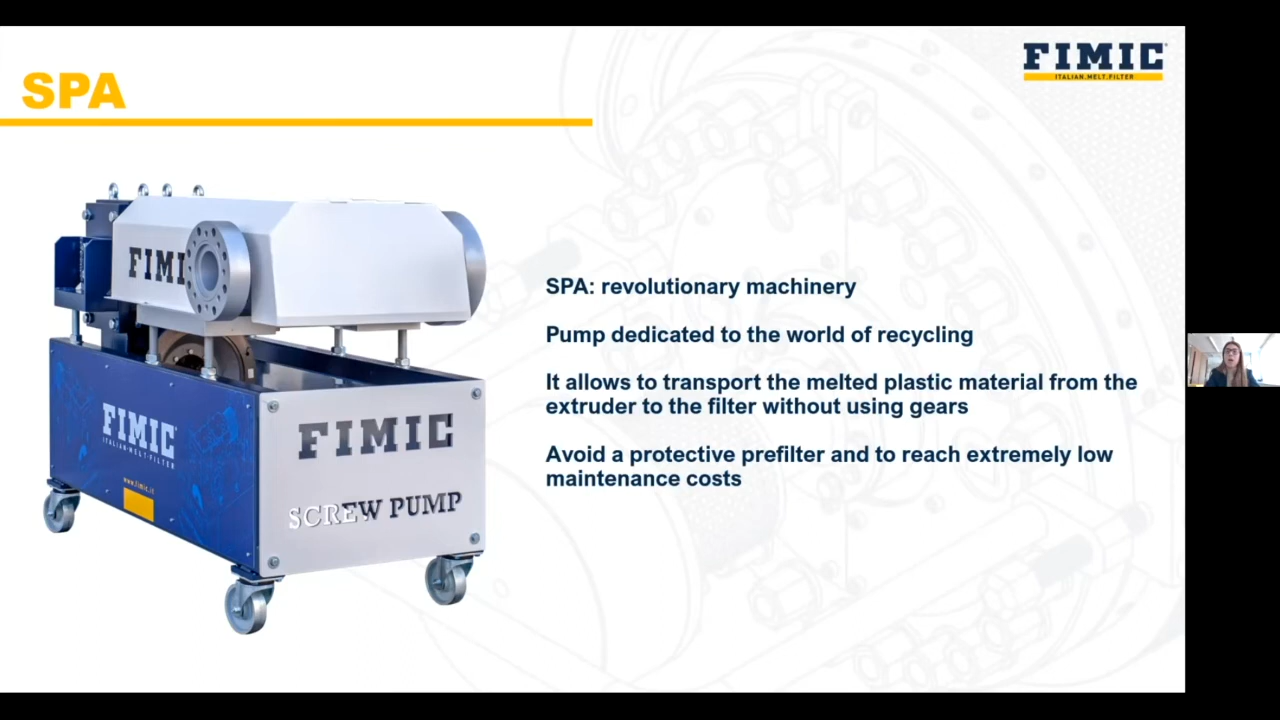 FIMIC
ITALIAN.MELT.FILTER
SPA
FIMI
FIMIC
ITALIAN·MELT·FILTER
www.fimic.it
FIMIC
SCREW PUMP
SPA: revolutionary machinery
Pump dedicated to the world of recycling
It allows to transport the melted plastic material from the
extruder to the filter without using gears
Avoid a protective prefilter and to reach extremely low
maintenance costs